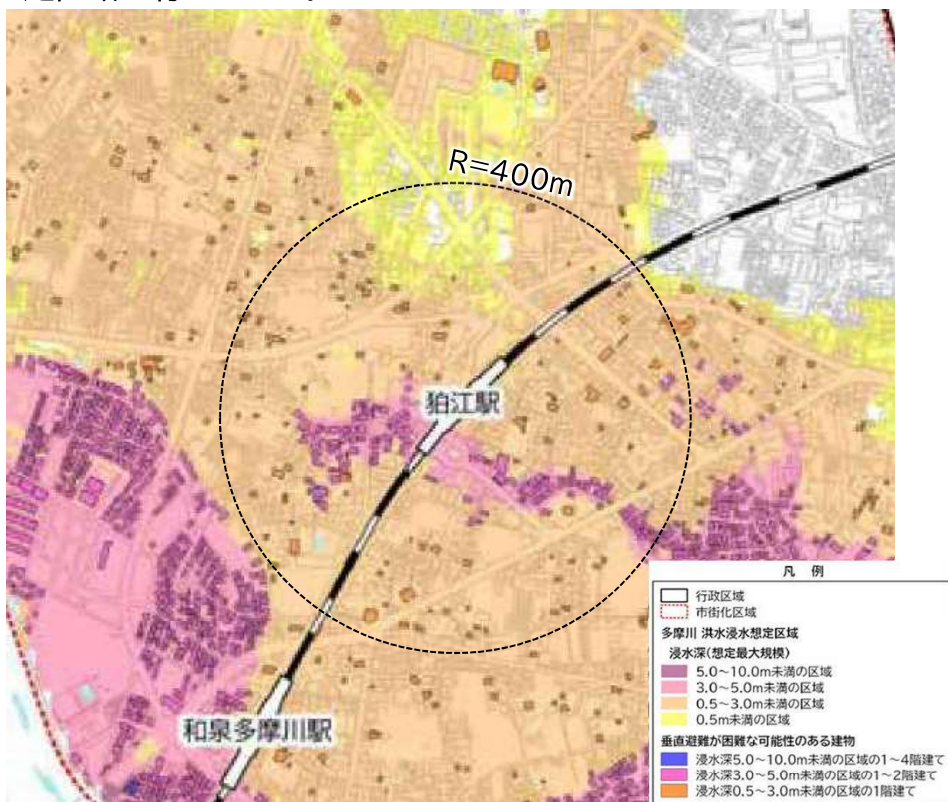 R=400m
狛江駅
和泉多摩川駅
凡 例
行政区域
市街化区域
多摩川 洪水浸水想定区域
浸水深(想定最大規模)
5.0~10.0m未満の区域
3.0~5.0m未満の区域
0.5~3.0m未満の区域
0.5m未満の区域
垂直避難が困難な可能性のある建物
浸水深5.0~10.0m未満の区域の1~4階建て
浸水深3.0~5.0m未満の区域の1~2階建て
浸水深0.5~3.0m未満の区域の1階建て